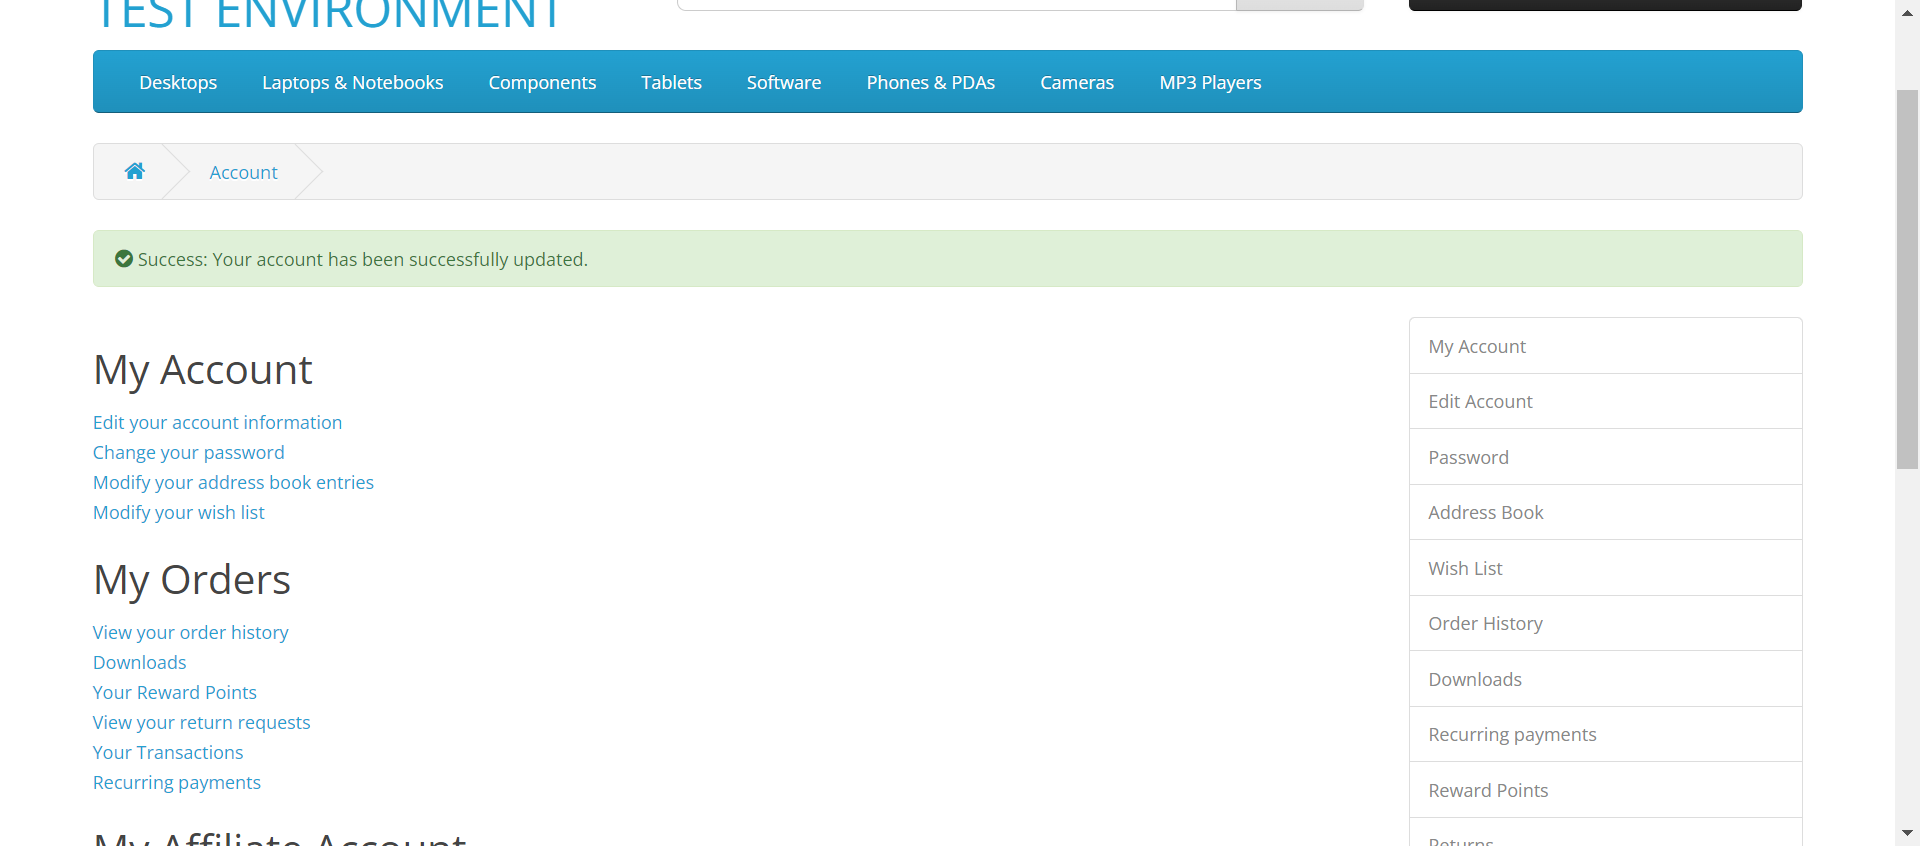 TEST ENVIRONMENT
Desktops Laptops & Notebooks Components Tablets Software Phones & PDAs Cameras MP3 Players
Account
Success: Your account has been successfully updated.
My Account
Edit your account information
Change your password
Modify your address book entries
Modify your wish list
My Orders
View your order history
Downloads
Your Reward Points
View your return requests
Your Transactions
Recurring payments
My Affiliate Account
My Account
Edit Account
Password
Address Book
Wish List
Order History
Downloads
Recurring payments
Reward Points
Returns